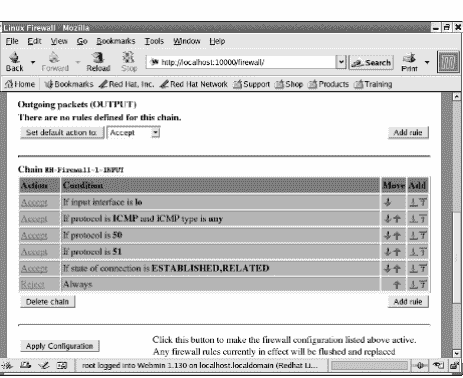 Linux Firewall - Mozilla
File Edit View Go Bookmarks Tools Window Help
Back Forward Reload Stop http://localhost:10000/firewall/ Search Print
Home Bookmarks Red Hat, Inc. Red Hat Network Support Shop Products Training
Outgoing packets (OUTPUT)
There are no rules defined for this chain.
Set default action to: Accept Add rule
Chain RH-Firewall-1-INPUT
Action Condition Move Add
Accept If input interface is lo
Accept If protocol is ICMP and ICMP type is any
Accept If protocol is 50
Accept If protocol is 51
Accept If state of connection is ESTABLISHED,RELATED
Reject Always
Delete chain Add rule
Apply Configuration Click this button to make the firewall configuration listed above active.
Any firewall rules currently in effect will be flushed and replaced
root logged into Webmin 1.130 on localhost.localdomain (Redhat Li...